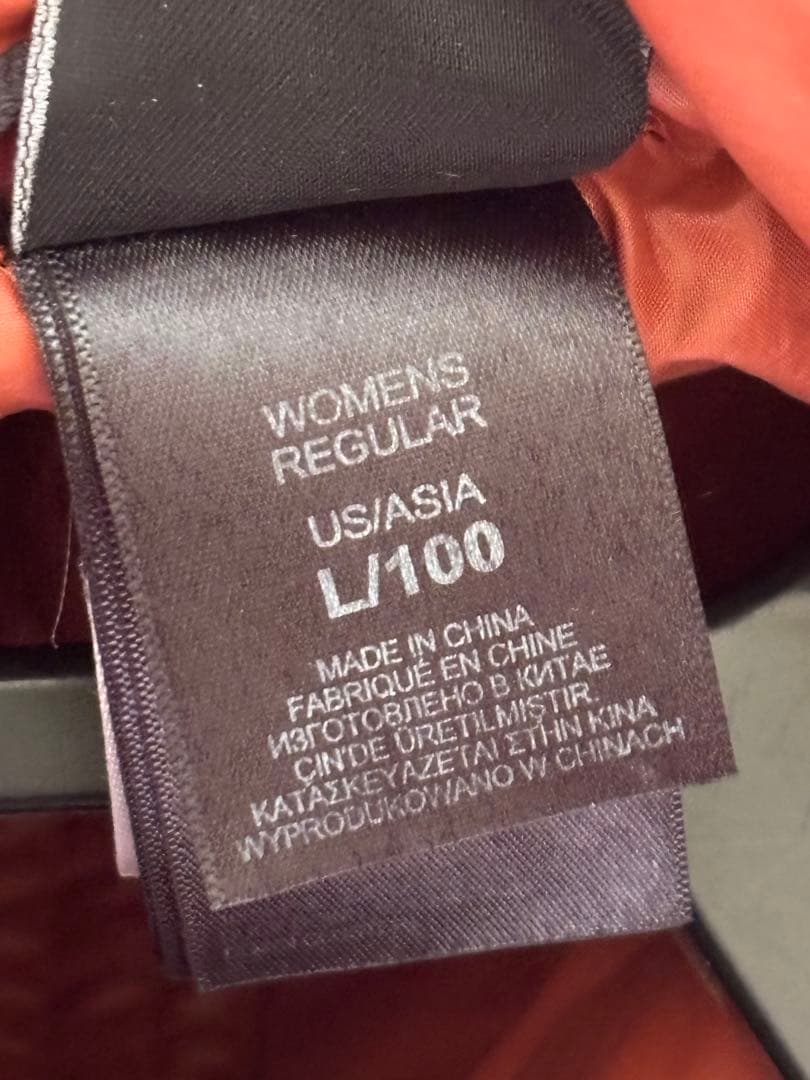 WOMENS
REGULAR
US/ASIA
L/100
MADE IN CHINA
FABRIQUÉ EN CHINE
ИЗГОТОВЛЕНО В КИТАЕ
ÇIN'DE ÜRETILMIŞTIR
ΚΑΤΑΣΚΕΥΑΖΕΤΑΙ ΣΤΗΝ ΚΙΝΑ
WYPRODUKOWANO W CHINACH